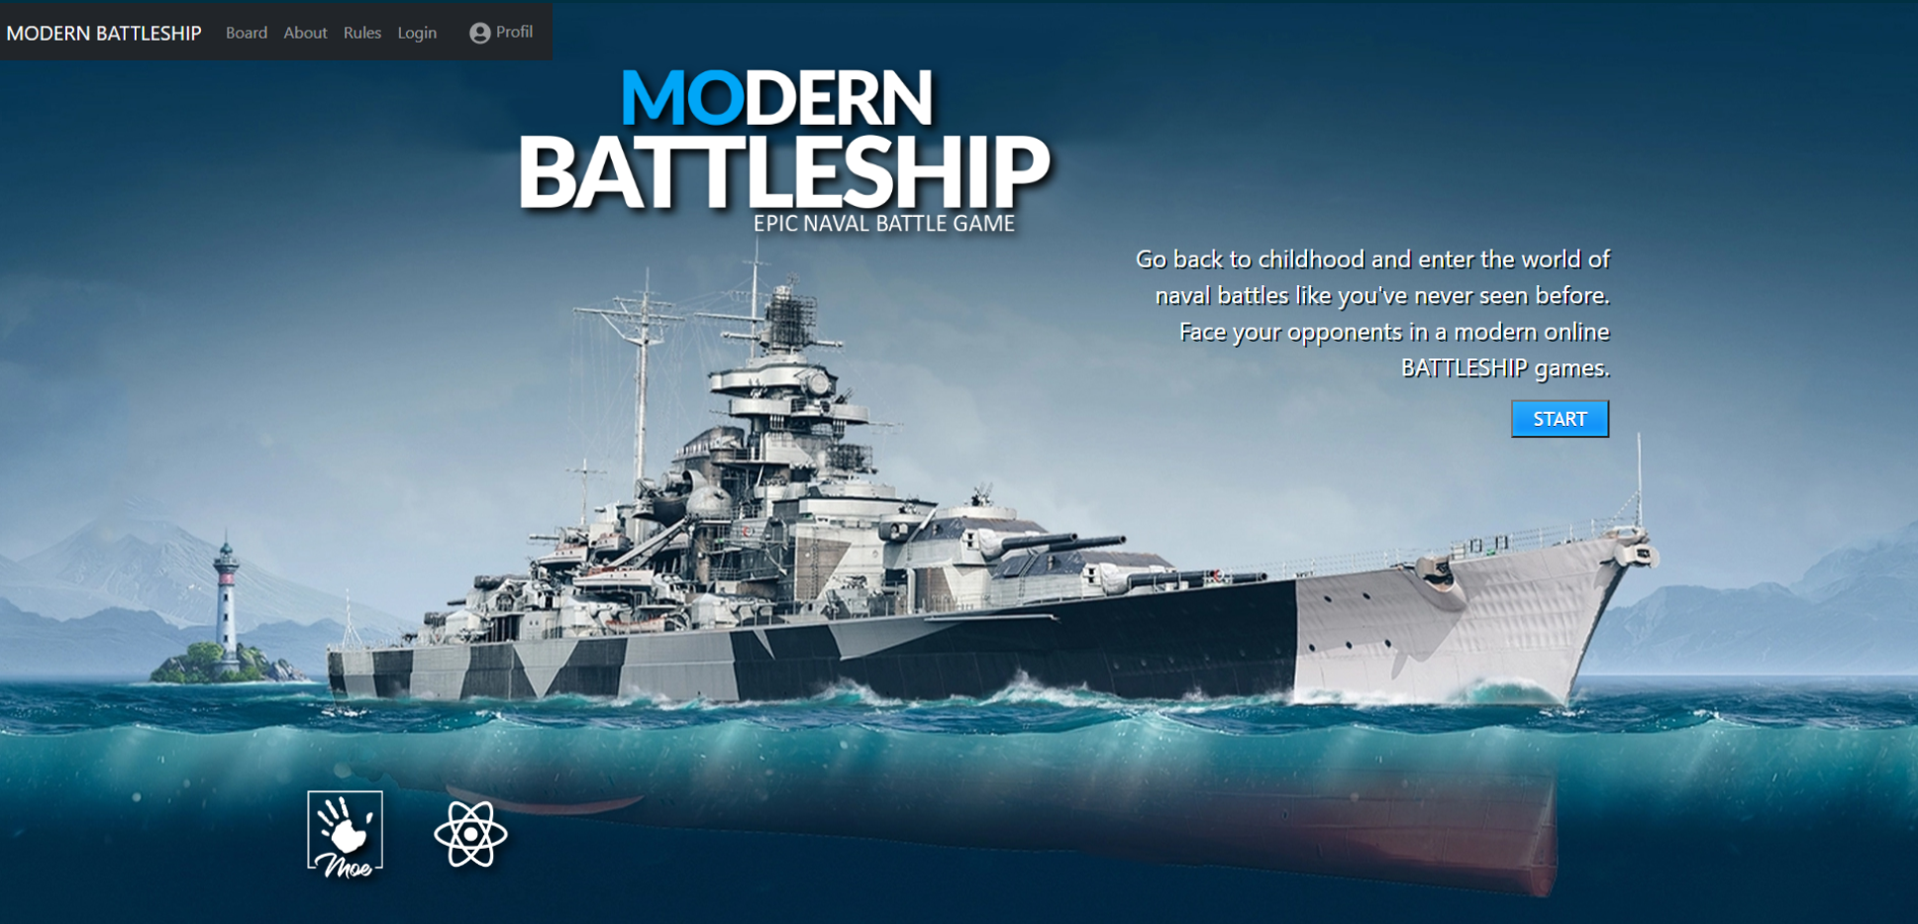 MODERN BATTLESHIP Board About Rules Login Profil
MODERN
BATTLESHIP
EPIC NAVAL BATTLE GAME
Go back to childhood and enter the world of
naval battles like you've never seen before.
Face your opponents in a modern online
BATTLESHIP games.
START
Moe